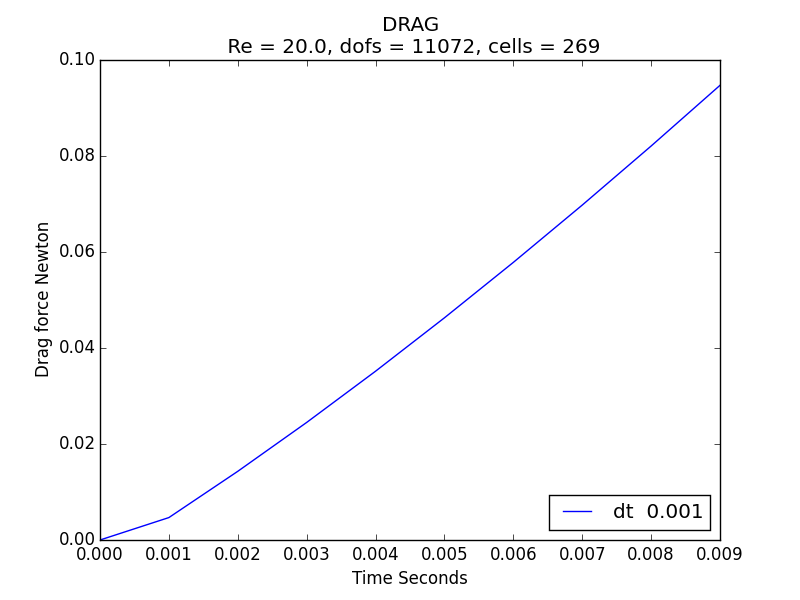 DRAG
Re = 20.0, dofs = 11072, cells = 269
0.10
0.08
0.06
0.04
0.02
0.00
Drag force Newton
dt  0.001
0.000 0.001 0.002 0.003 0.004 0.005 0.006 0.007 0.008 0.009
Time Seconds